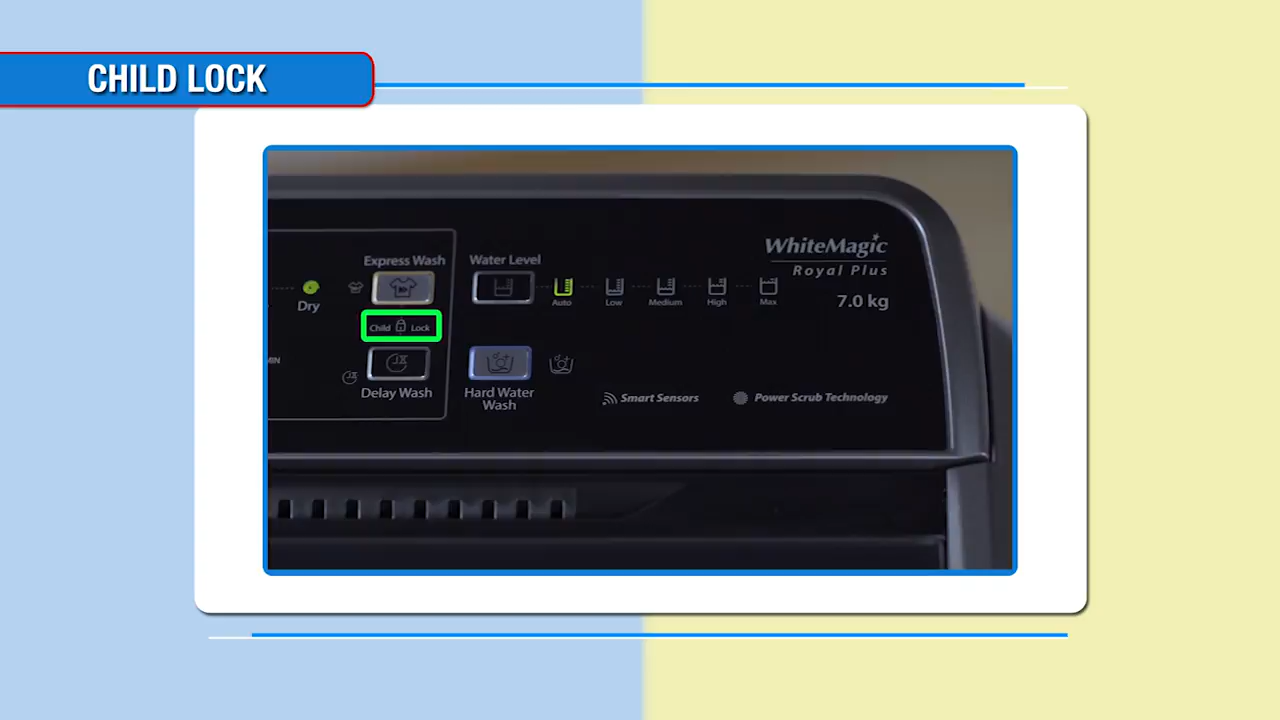 CHILD LOCK
Express Wash
Water Level
WhiteMagic
Royal Plus
Dry
Auto
Low
Medium
High
Max
7.0 kg
Child Lock
MIN
Delay Wash
Hard Water
Wash
Smart Sensors
Power Scrub Technology